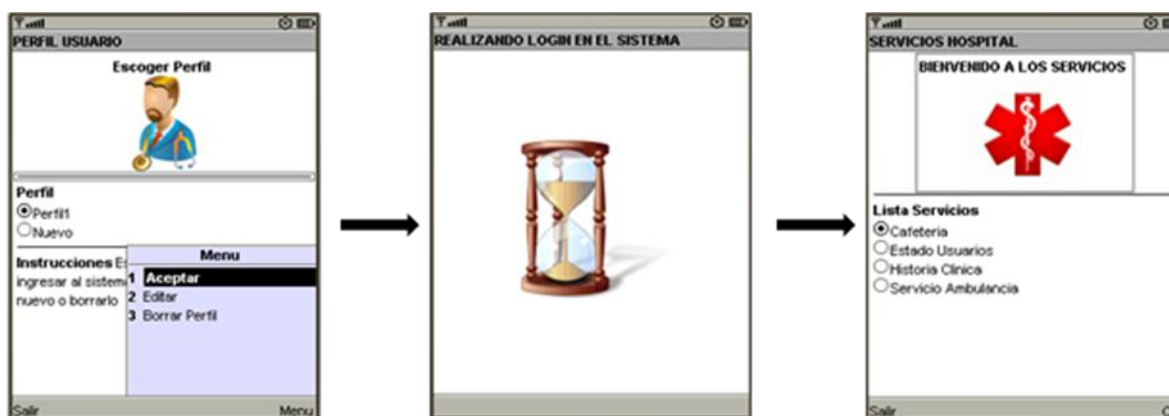 PERFIL USUARIO
Escoger Perfil
Perfil
Perfil1
Nuevo
Instrucciones
ingresar al sistem
nuevo o borrarlo
Menu
1 Aceptar
2 Editar
3 Borrar Perfil
Salir Menu
REALIZANDO LOGIN EN EL SISTEMA
SERVICIOS HOSPITAL
BIENVENIDO A LOS SERVICIOS
Lista Servicios
Cafeteria
Estado Usuarios
Historia Clinica
Servicio Ambulancia
Salir